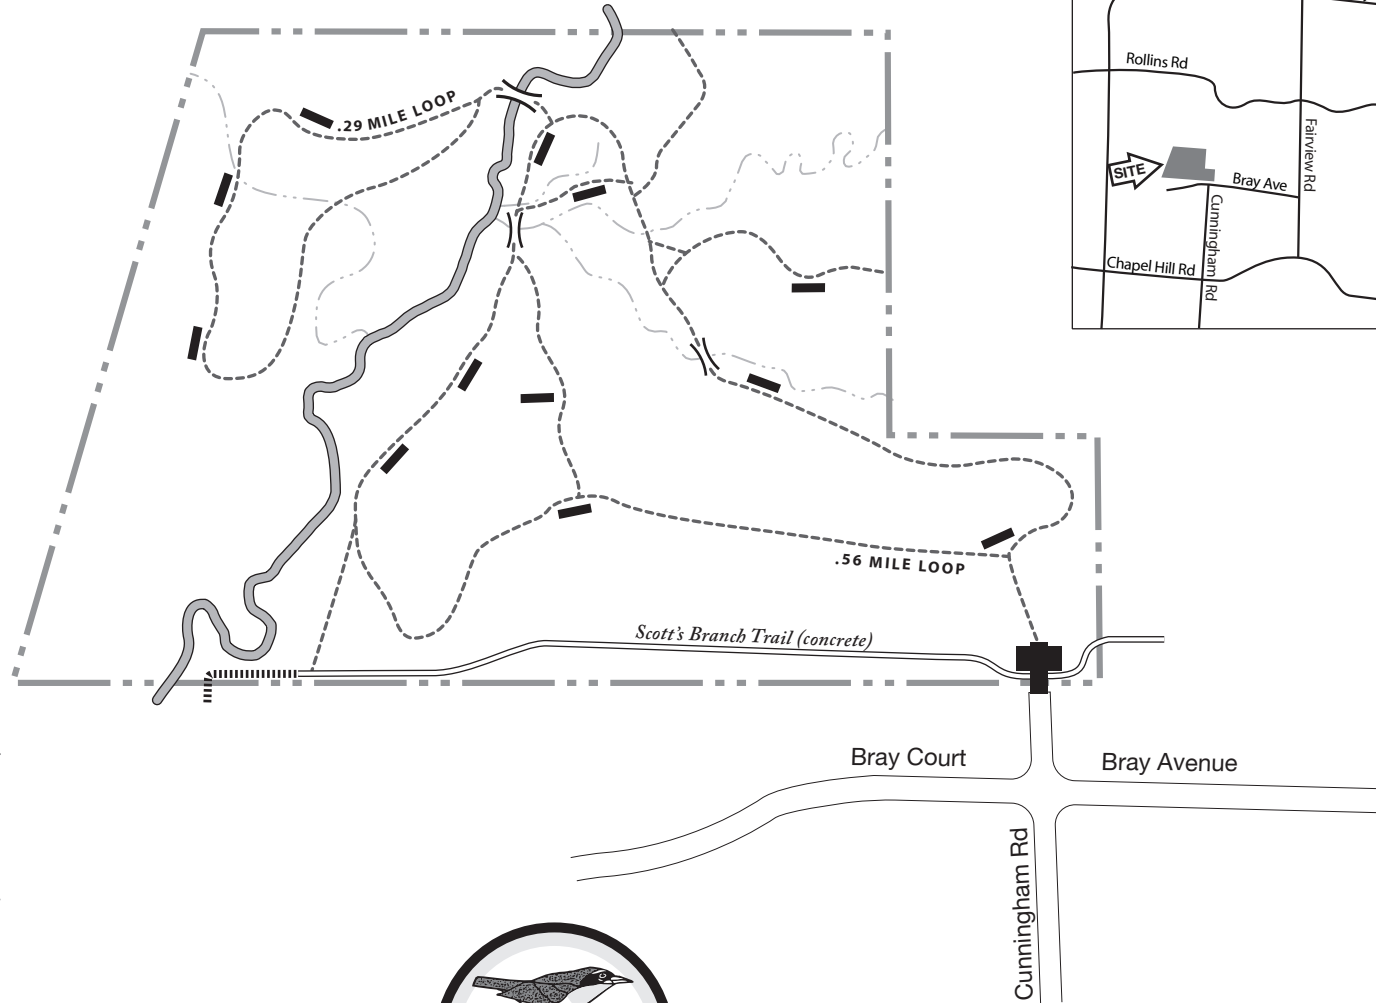 Rollins Rd
.29 MILE LOOP
Fairview Rd
SITE
Bray Ave
Cunningham Rd
Chapel Hill Rd
.56 MILE LOOP
Scott's Branch Trail (concrete)
Bray Court
Bray Avenue
Cunningham Rd